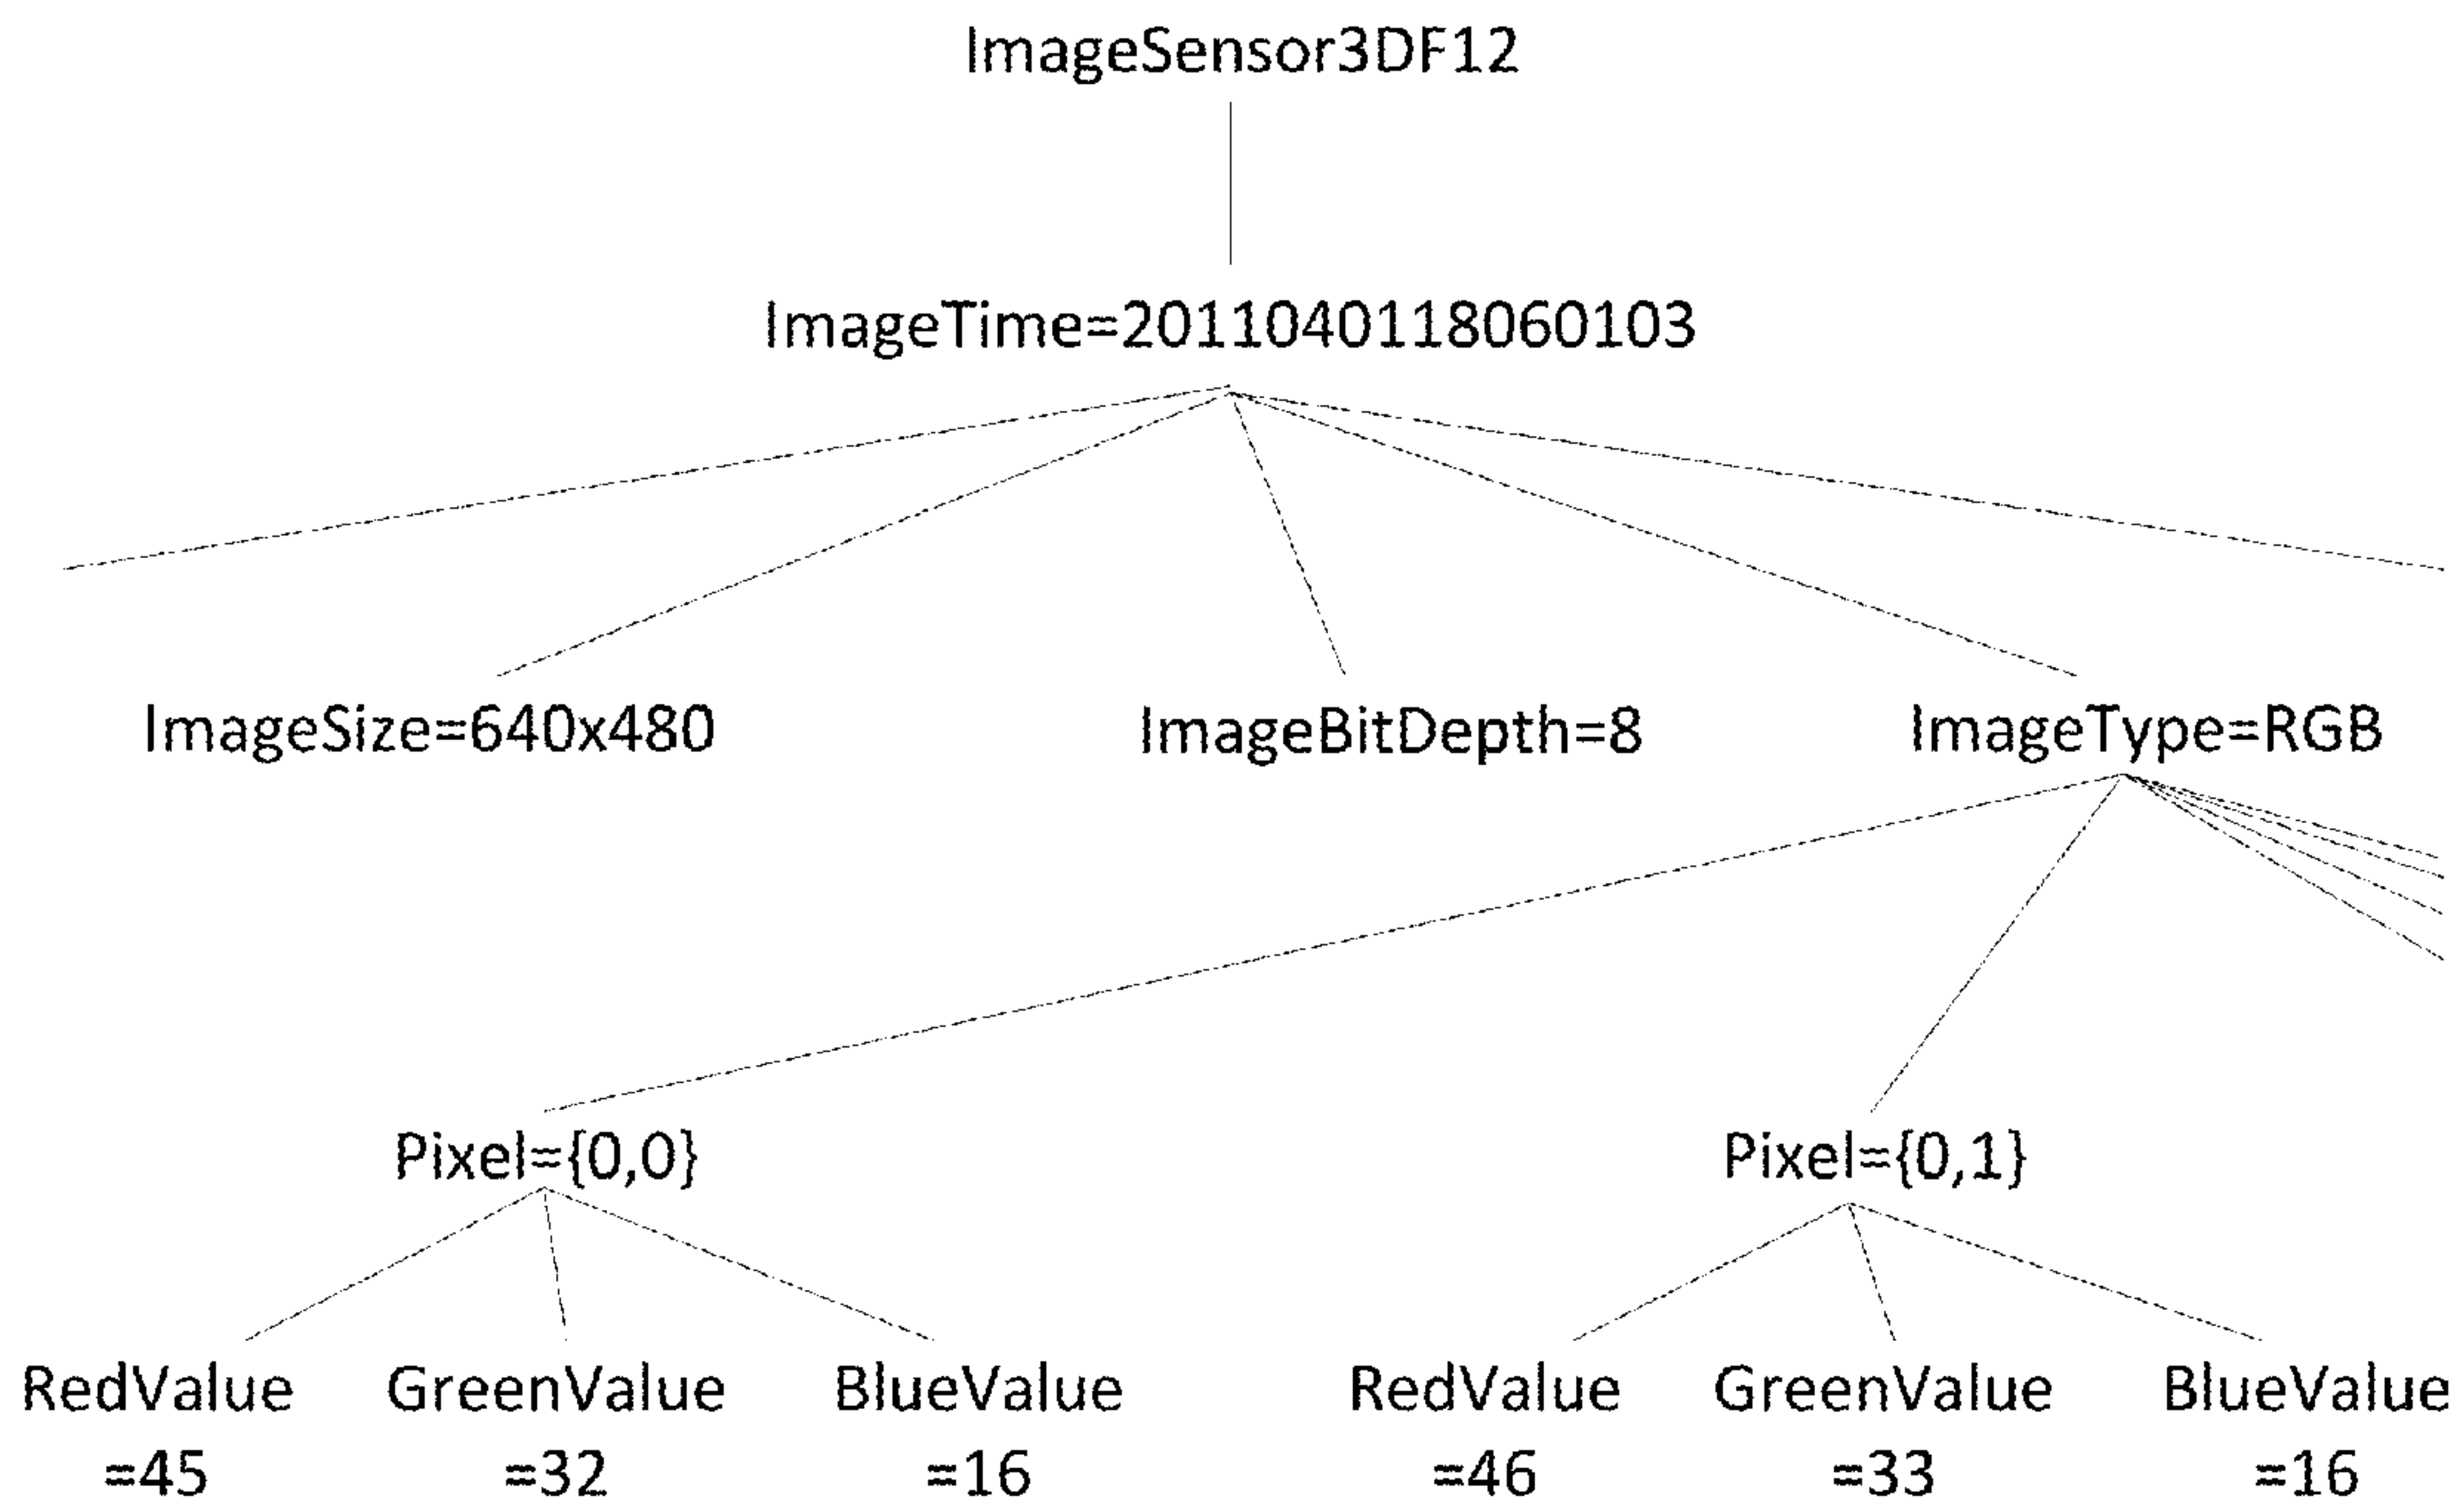 ImageSensor3DF12
ImageTime=2011040118060103
ImageSize=640x480 ImageBitDepth=8 ImageType=RGB
Pixel={0,0} Pixel={0,1}
RedValue GreenValue BlueValue RedValue GreenValue BlueValue
=45 =32 =16 =46 =33 =16